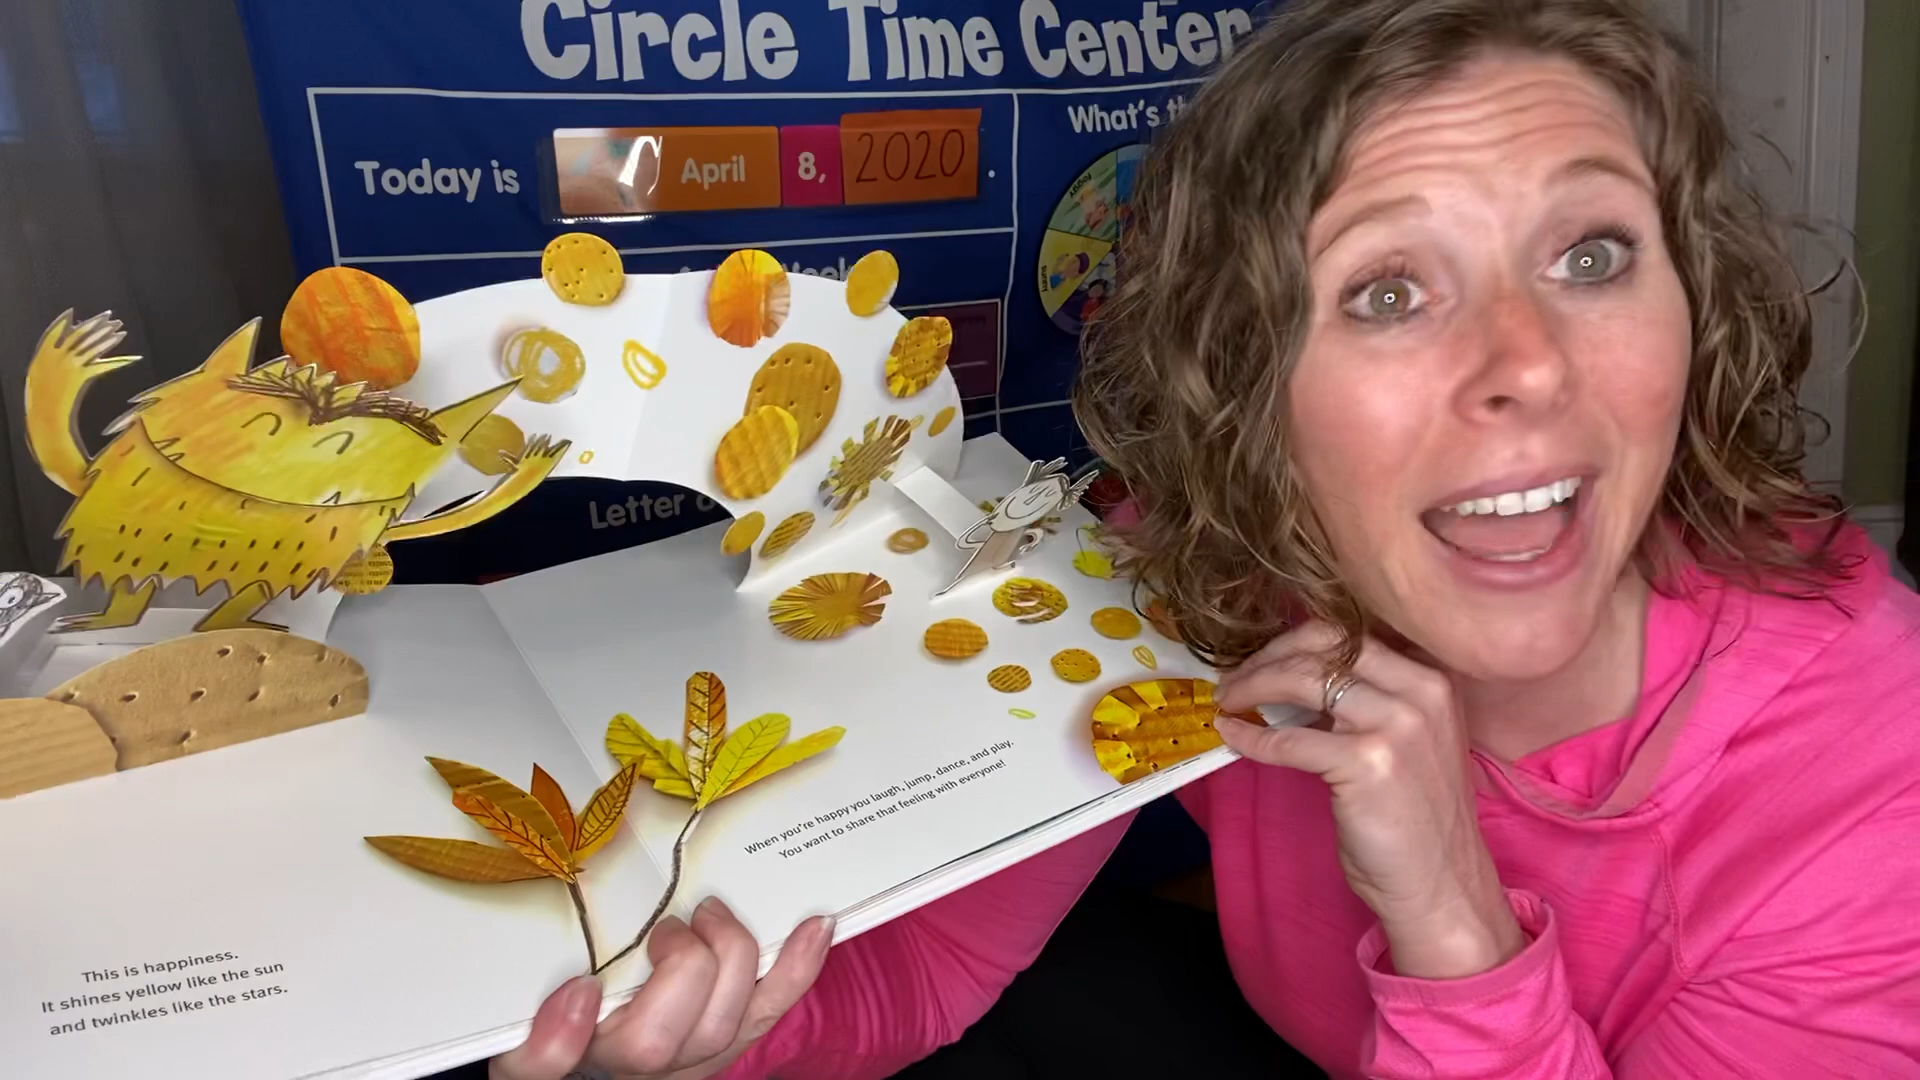 Circle Time Center
Today is April 8, 2020.
What's
Letter
When you're happy you laugh, jump, dance, and play.
You want to share that feeling with everyone!
This is happiness.
It shines yellow like the sun
and twinkles like the stars.